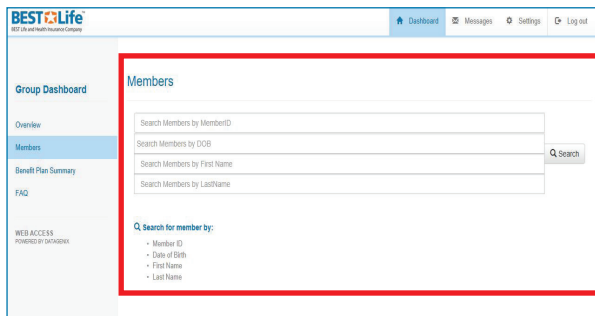 BEST Life
BEST Life and Health Insurance Company
Dashboard
Messages
Settings
Log out
Group Dashboard
Overview
Members
Benefit Plan Summary
FAQ
WEB ACCESS
POWERED BY DATAGENIX
Members
Search Members by MemberID
Search Members by DOB
Search Members by First Name
Search Members by LastName
Search
Search for member by:
• Member ID
• Date of Birth
• First Name
• Last Name